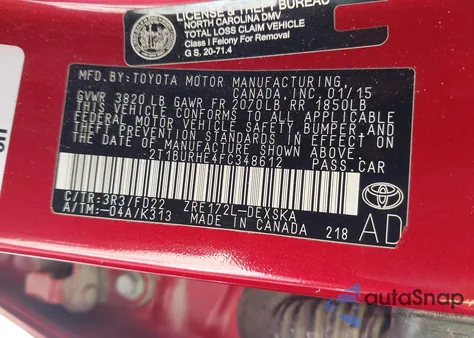 LICENSE & THEFT BUREAU
NORTH CAROLINA DMV
TOTAL LOSS CLAIM VEHICLE
Class I Felony For Removal
G.S. 20-71.4
MFD. BY: TOYOTA MOTOR MANUFACTURING
CANADA, INC. 01/15
GVWR 3820 LB GAWR FR 2070LB RR 1850LB
THIS VEHICLE CONFORMS TO ALL APPLICABLE
FEDERAL MOTOR VEHICLE SAFETY, BUMPER, AND
THEFT PREVENTION STANDARDS IN EFFECT ON
THE DATE OF MANUFACTURE SHOWN ABOVE.
2T1BURHE4FC348612 PASS.CAR
C/TR:3R3/FD22 ZRE172L-DEXSKA
A/TM:-04A/K313 MADE IN CANADA 218
TOYOTA
AD
autoSnap